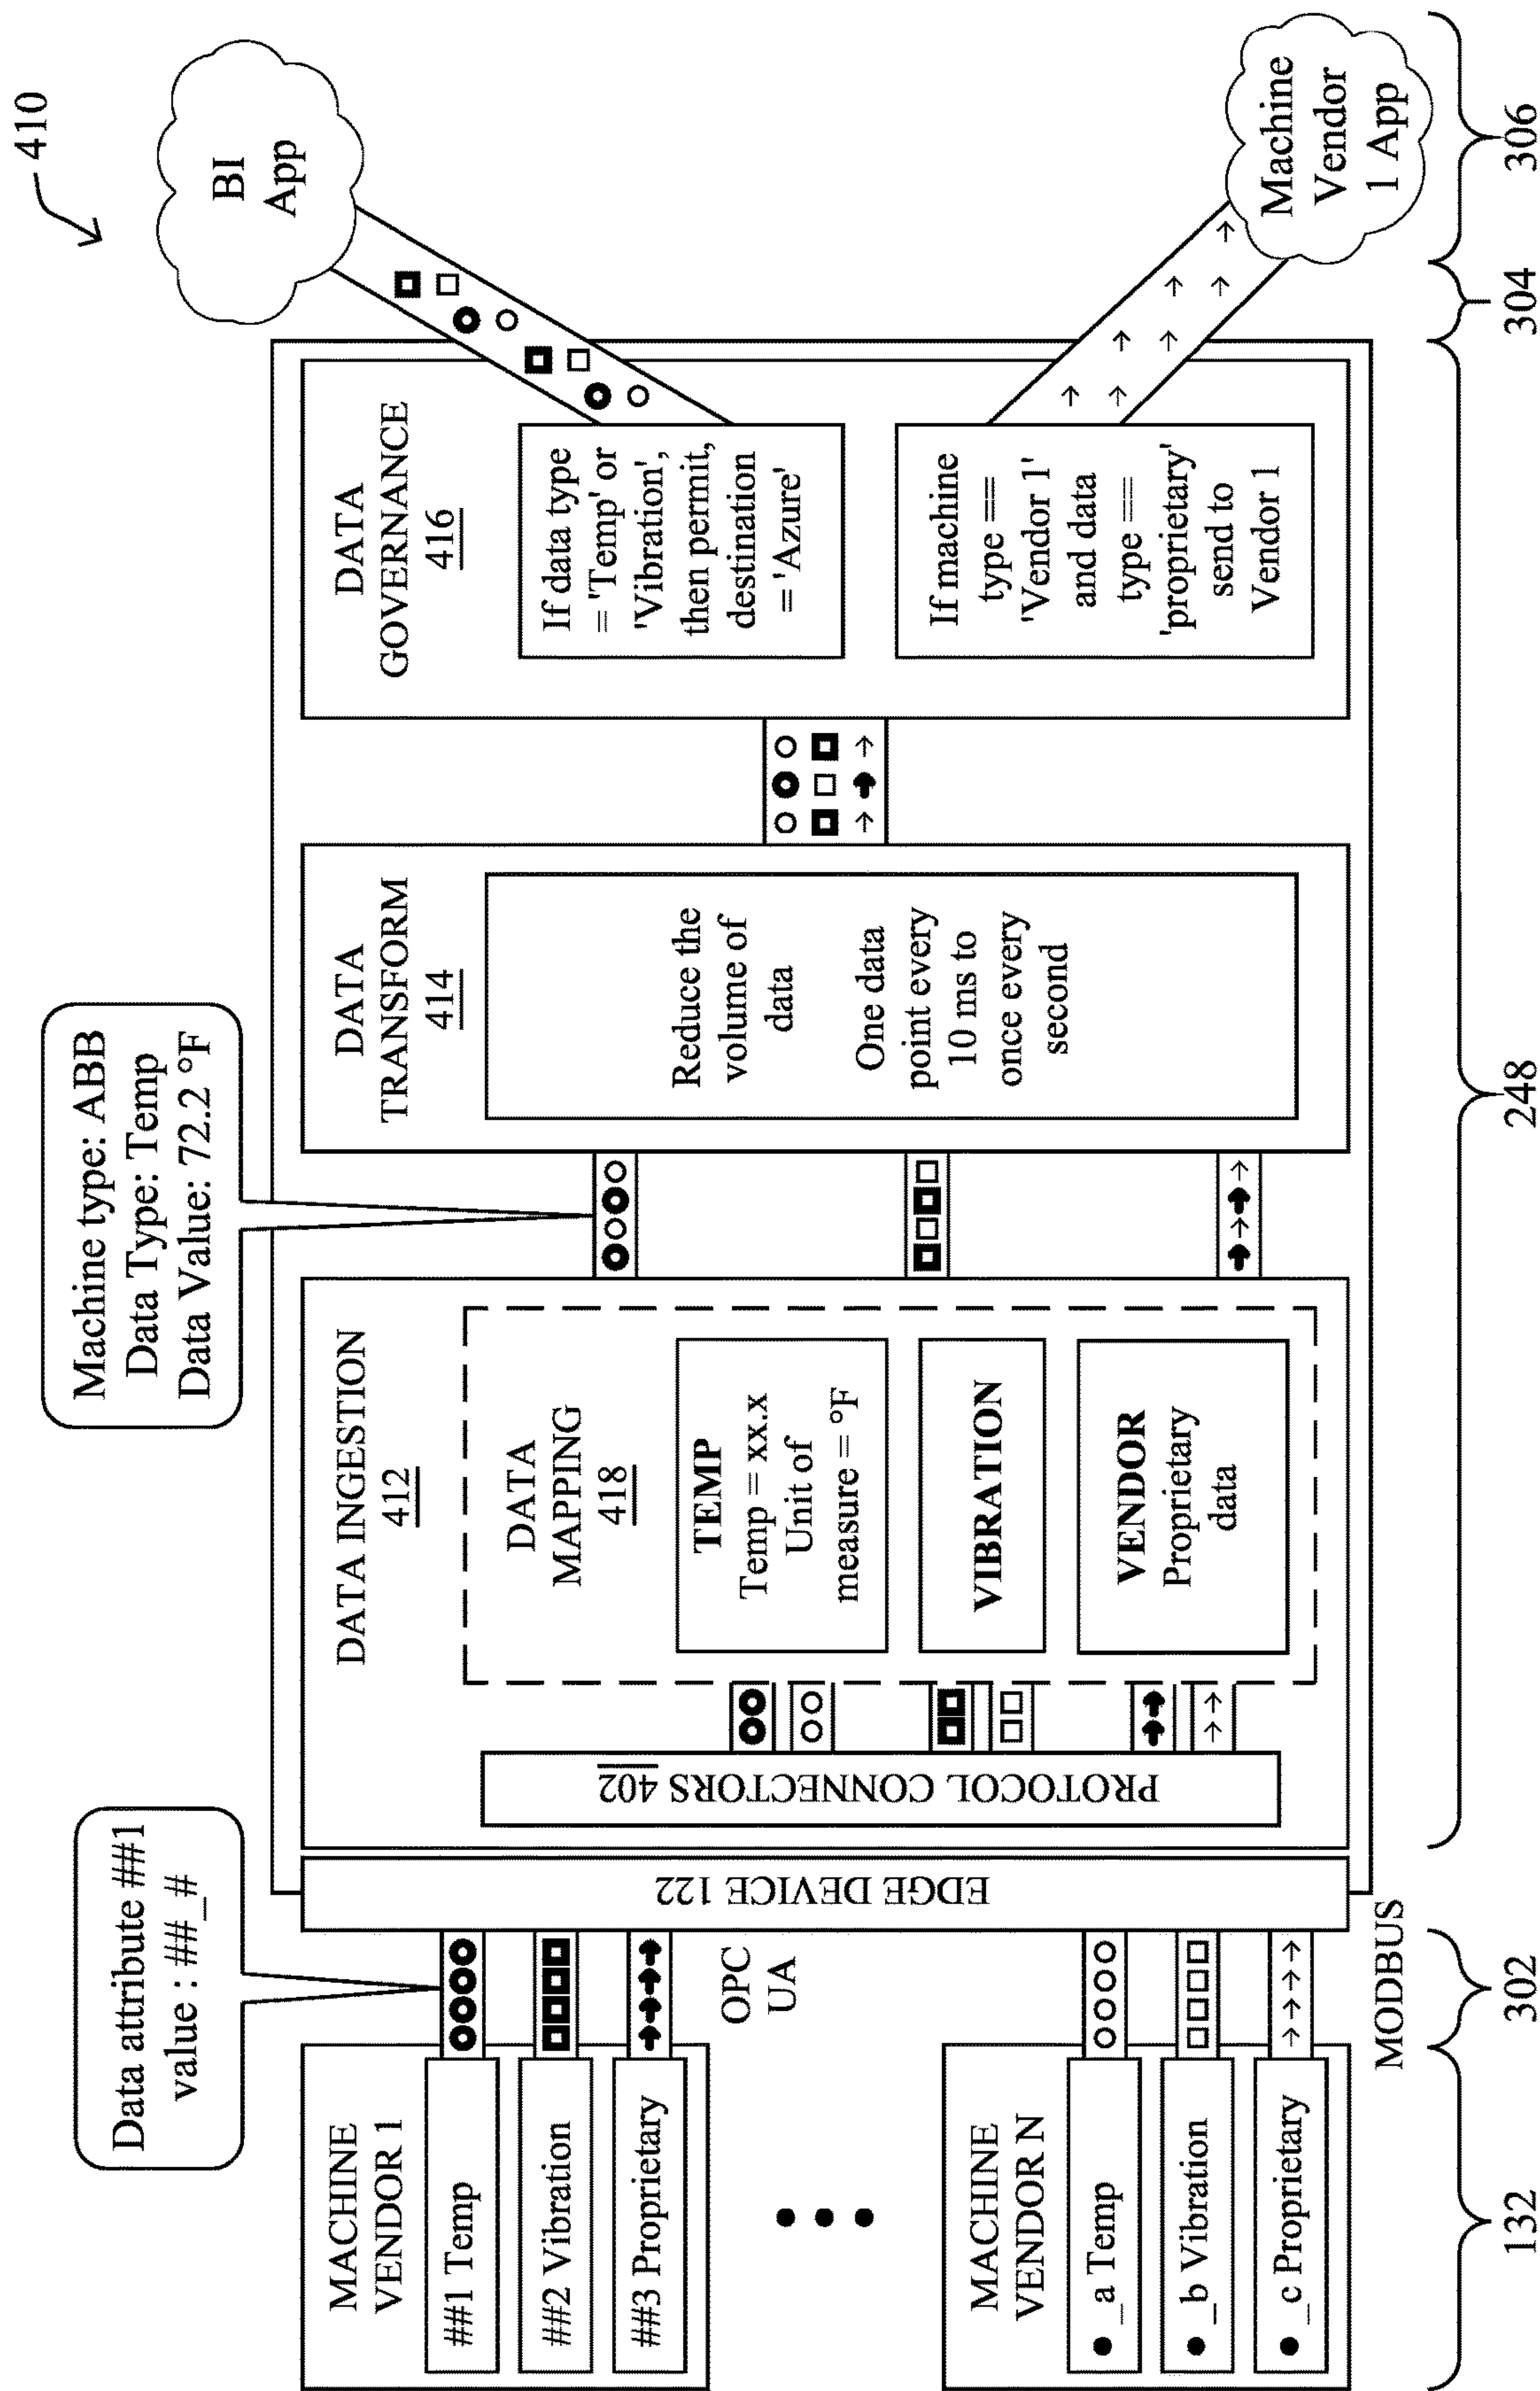 410
Data attribute ##1
value : ##_#
Machine type: ABB
Data Type: Temp
Data Value: 72.2 °F
BI
App
MACHINE
VENDOR 1
##1 Temp
##2 Vibration
##3 Proprietary
OPC
UA
MACHINE
VENDOR N
● _a Temp
● _b Vibration
● _c Proprietary
MODBUS
EDGE DEVICE 122
DATA INGESTION
412
PROTOCOL CONNECTORS 402
DATA
MAPPING
418
TEMP
Temp = xx.x
Unit of
measure = °F
VIBRATION
VENDOR
Proprietary
data
DATA
TRANSFORM
414
Reduce the
volume of
data
One data
point every
10 ms to
once every
second
DATA
GOVERNANCE
416
If data type
='Temp' or
'Vibration',
then permit,
destination
= 'Azure'
If machine
type ==
'Vendor 1'
and data
type ==
'proprietary'
send to
Vendor 1
Machine
Vendor
1 App
132
302
248
304
306